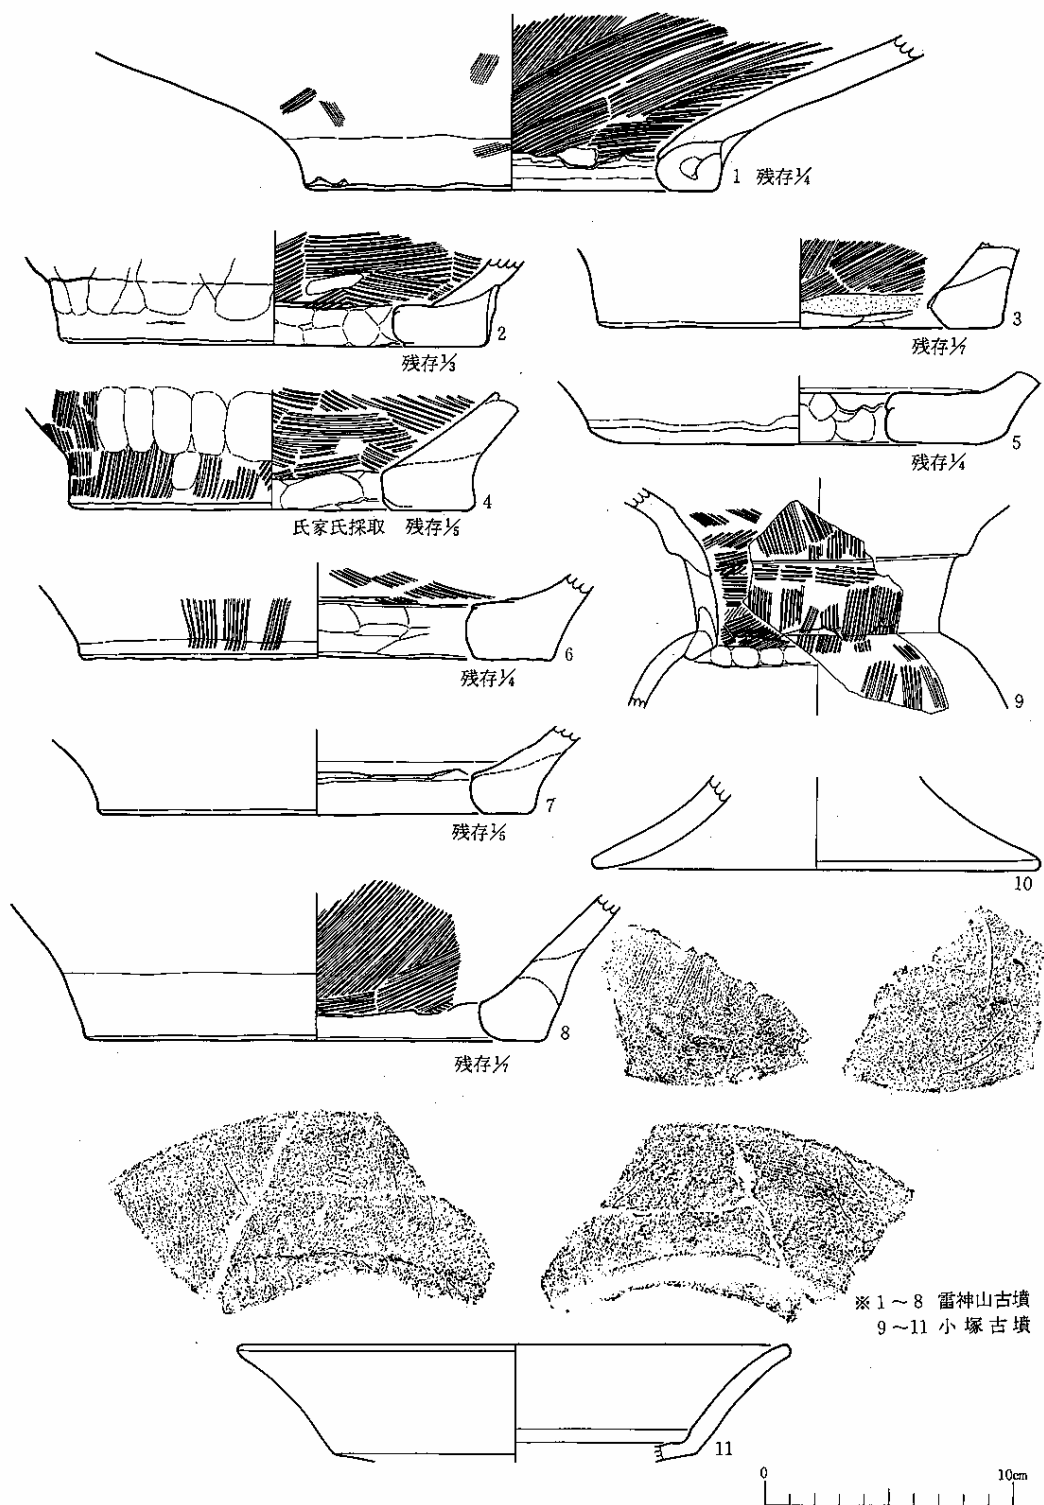 1 残存1/4
2
残存1/3
3
残存1/7
4
氏家氏採取 残存1/5
5
残存1/4
6
残存1/4
7
残存1/5
8
残存1/7
9
10
※1～8 雷神山古墳
9～11 小塚古墳
11
0 10cm